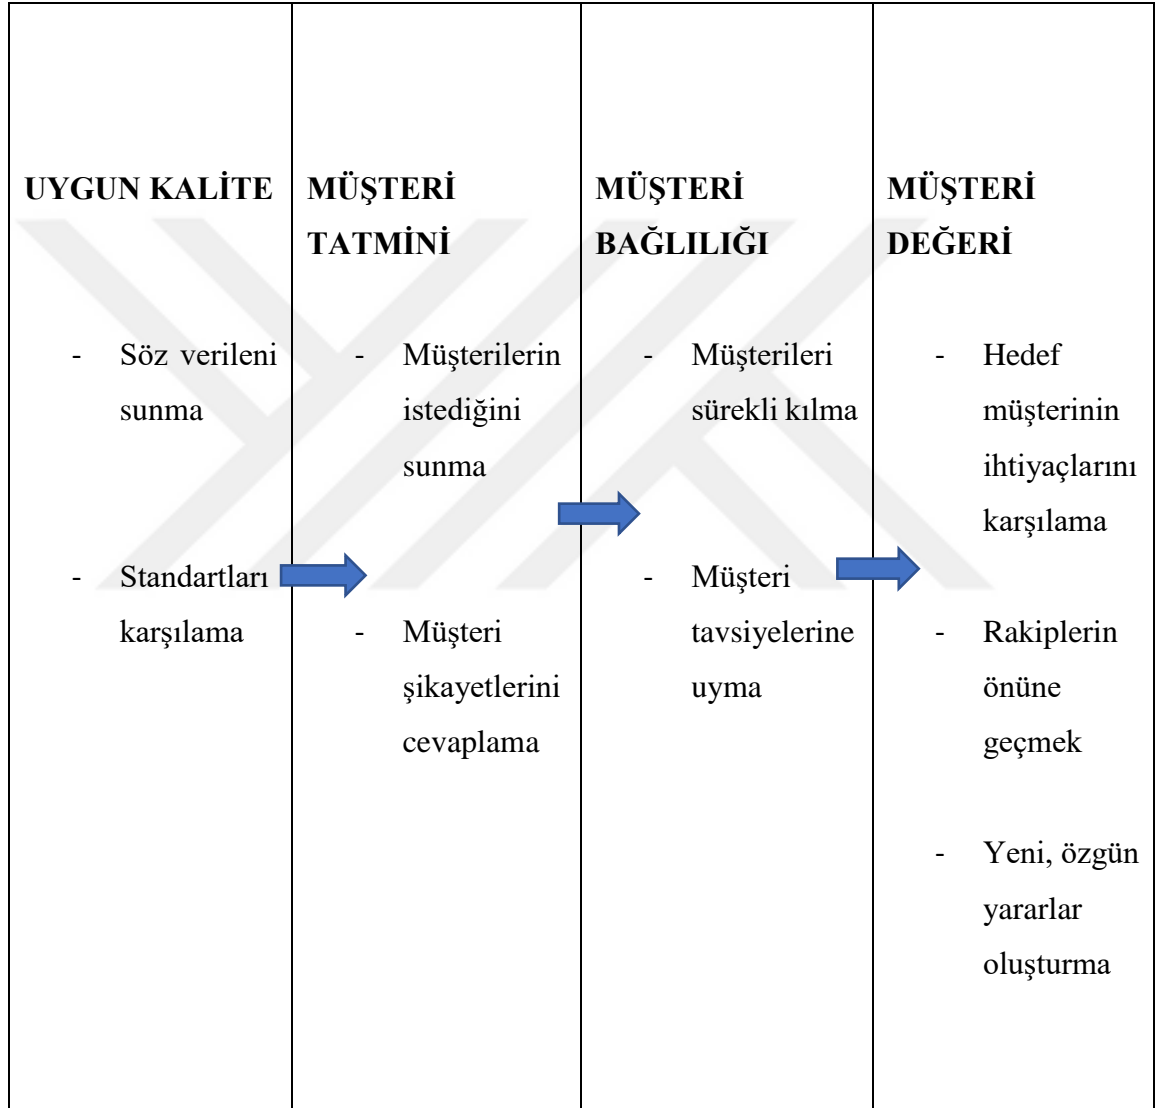 UYGUN KALİTE
- Söz verileni
sunma
- Standartları
karşılama
MÜŞTERİ
TATMİNİ
- Müşterilerin
istediğini
sunma
- Müşteri
şikayetlerini
cevaplama
MÜŞTERİ
BAĞLILIĞI
- Müşterileri
sürekli kılma
- Müşteri
tavsiyelerine
uyma
MÜŞTERİ
DEĞERİ
- Hedef
müşterinin
ihtiyaçlarını
karşılama
- Rakiplerin
önüne
geçmek
- Yeni, özgün
yararlar
oluşturma